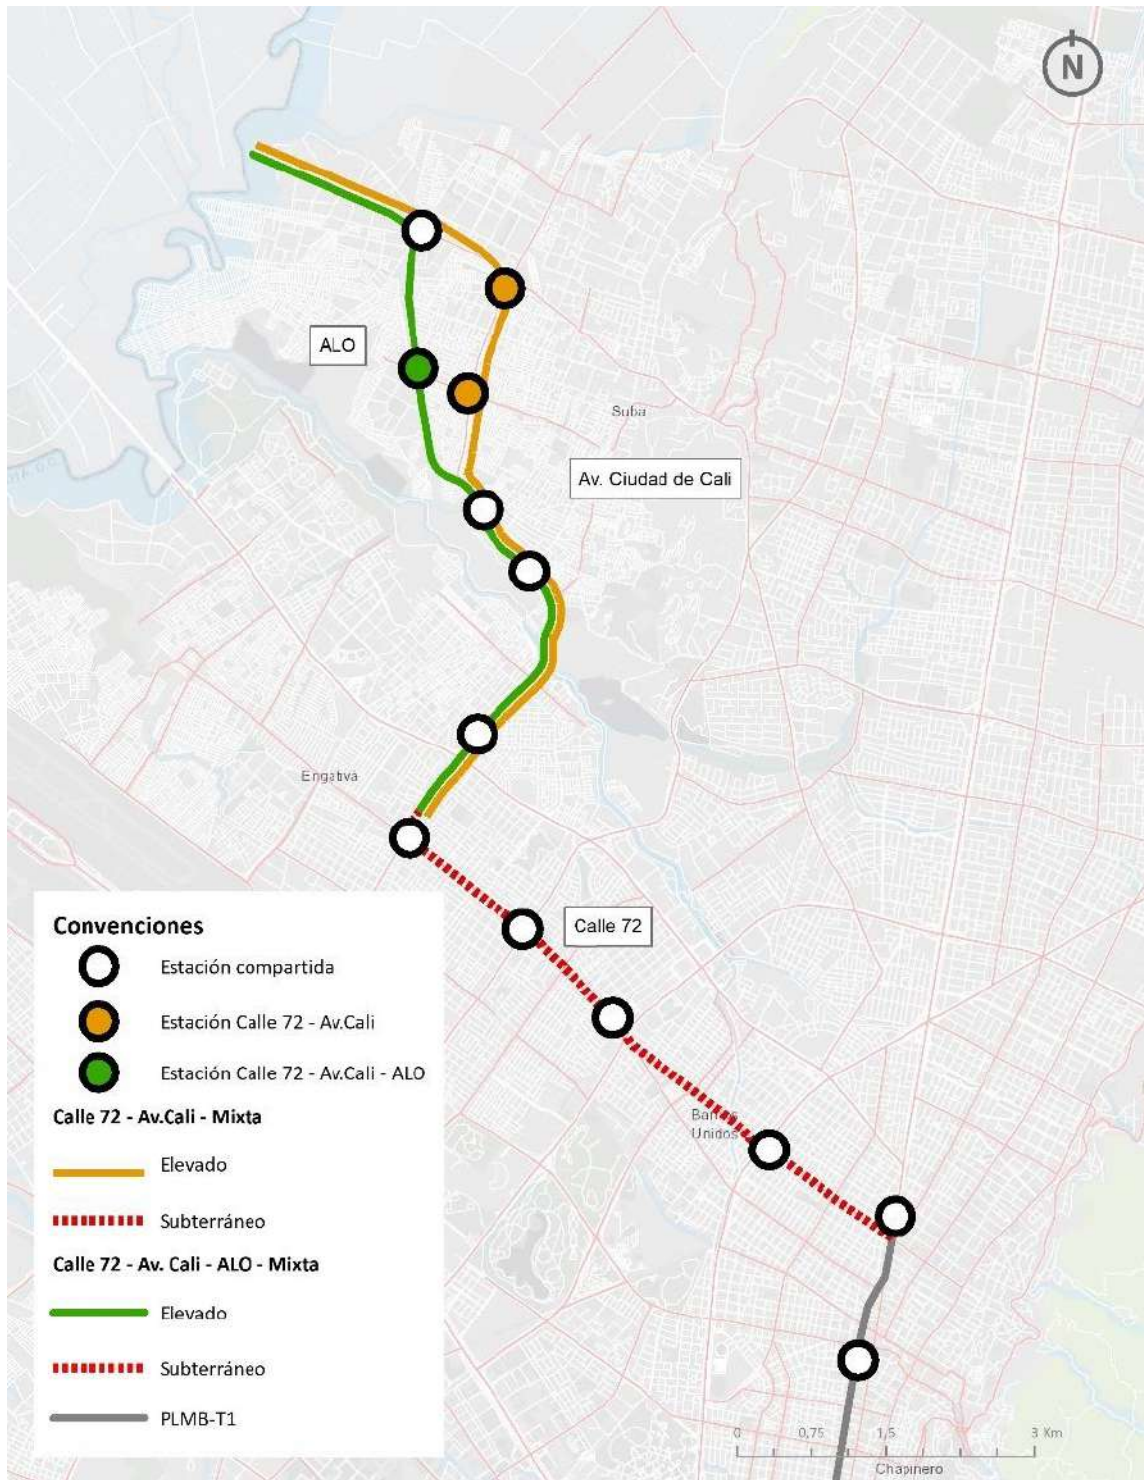 N
ALO
Suba
Av. Ciudad de Cali
Engativa
Calle 72
Convenciones
Estación compartida
Estación Calle 72 - Av.Cali
Estación Calle 72 - Av.Cali - ALO
Calle 72 - Av.Cali - Mixta
Elevado
Subterráneo
Calle 72 - Av. Cali - ALO - Mixta
Elevado
Subterráneo
PLMB-T1
Unidos
0 0,75 1,5 3 Km
Chapinero